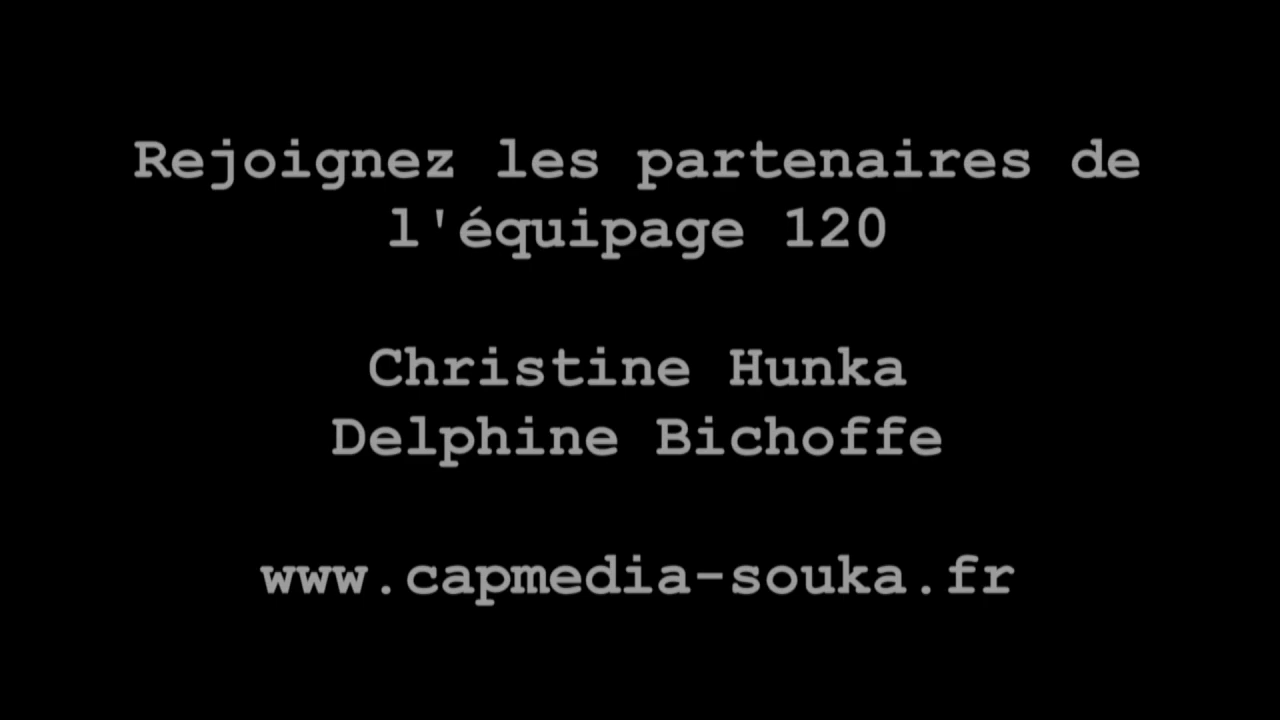 Rejoignez les partenaires de
l'équipage 120
Christine Hunka
Delphine Bichoffe
www.capmedia-souka.fr